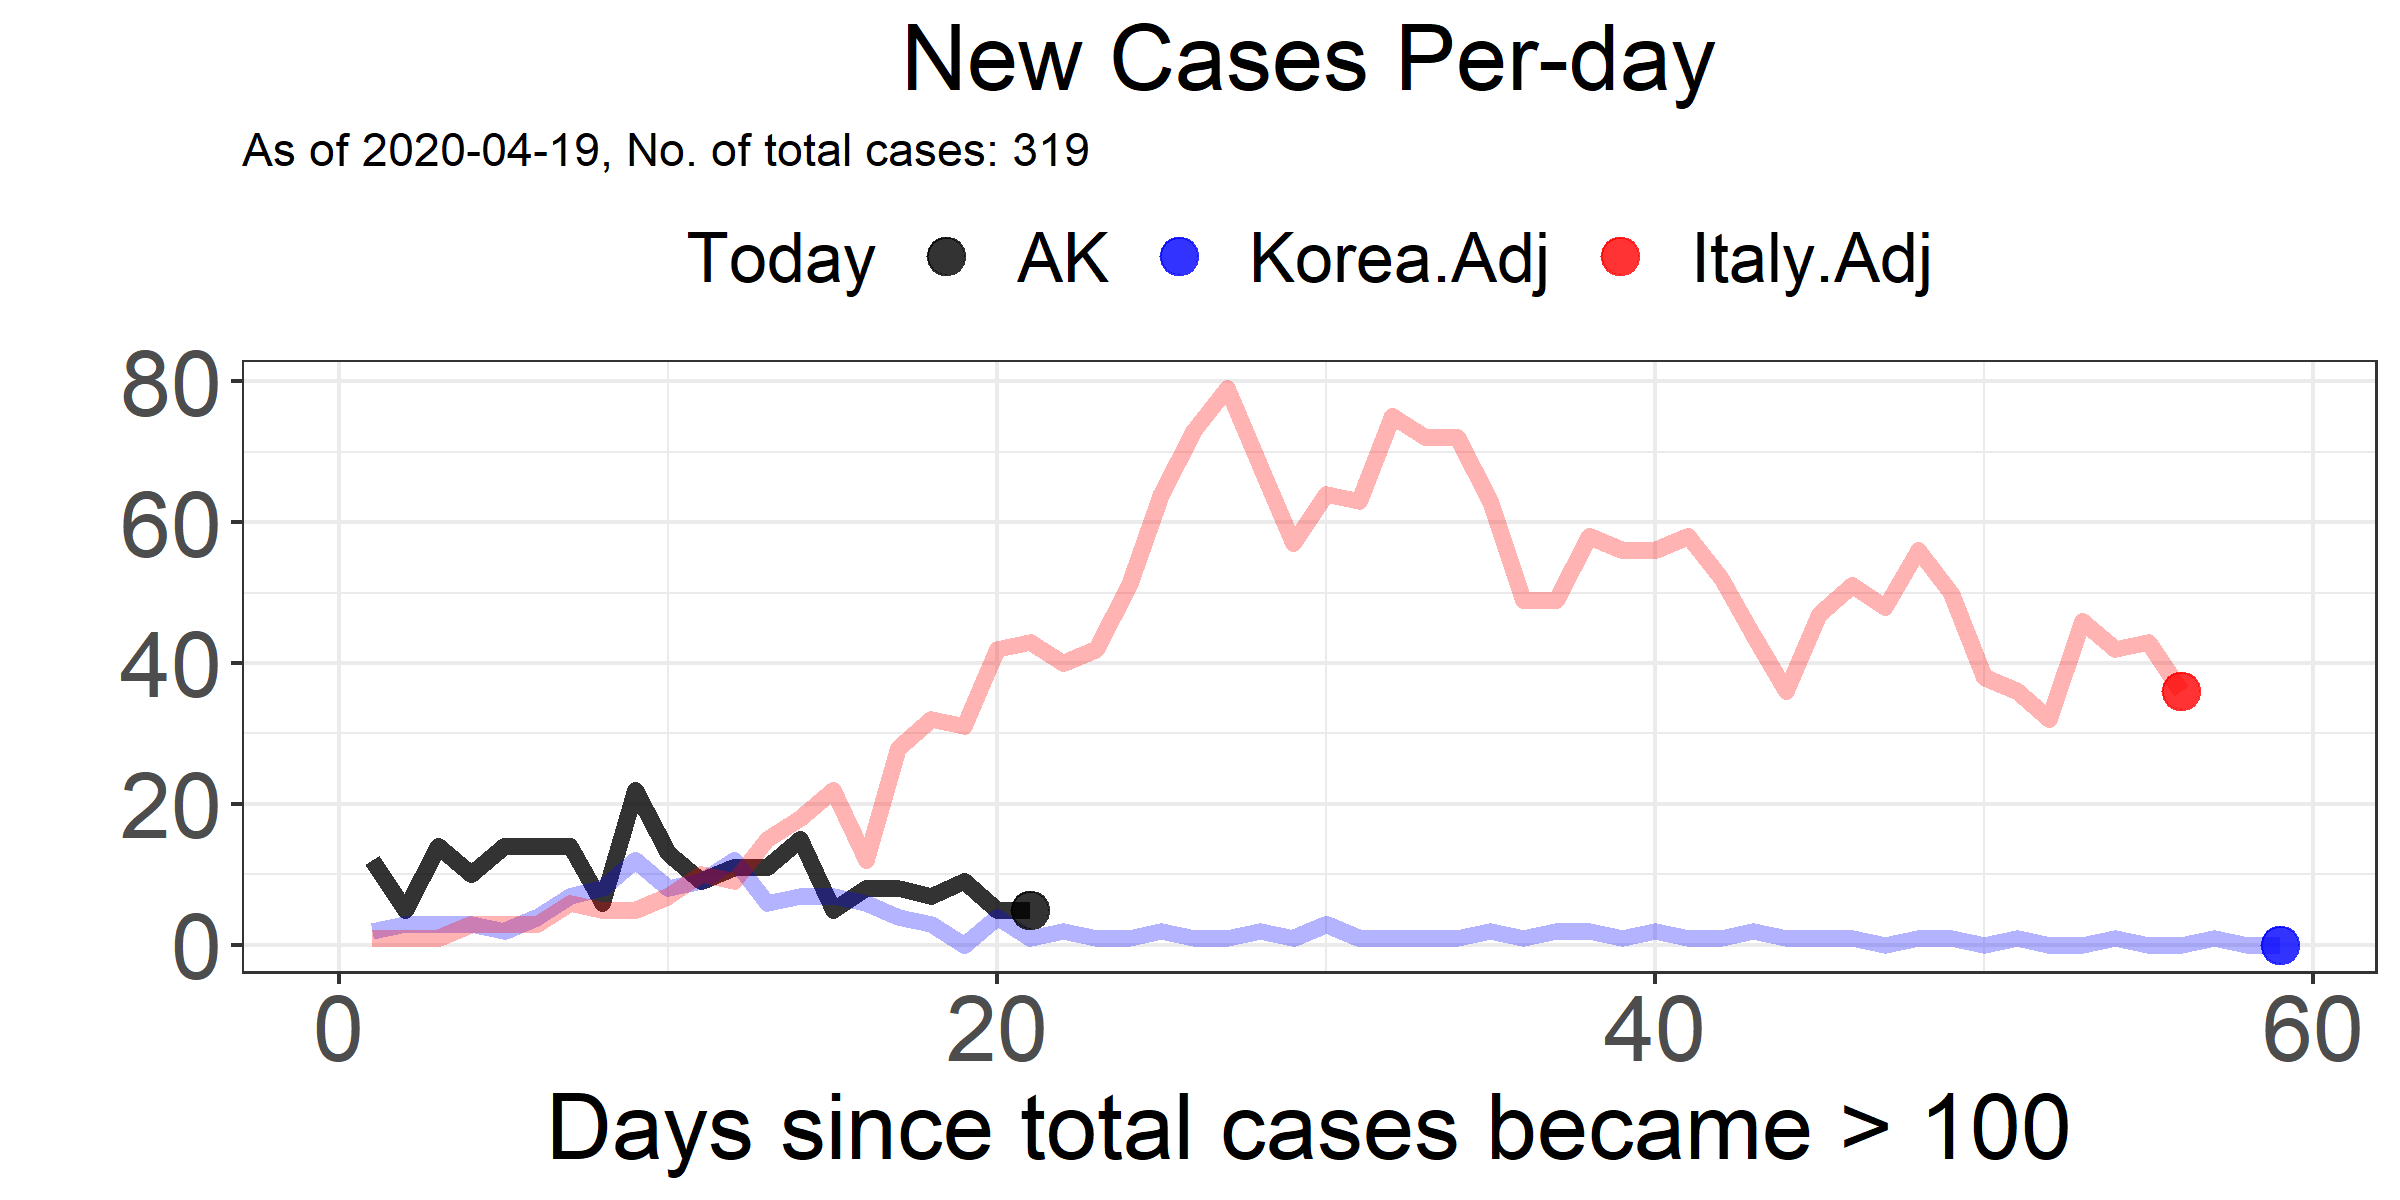 New Cases Per-day
As of 2020-04-19, No. of total cases: 319
Today AK Korea.Adj Italy.Adj
80
60
40
20
0
0 20 40 60
Days since total cases became > 100